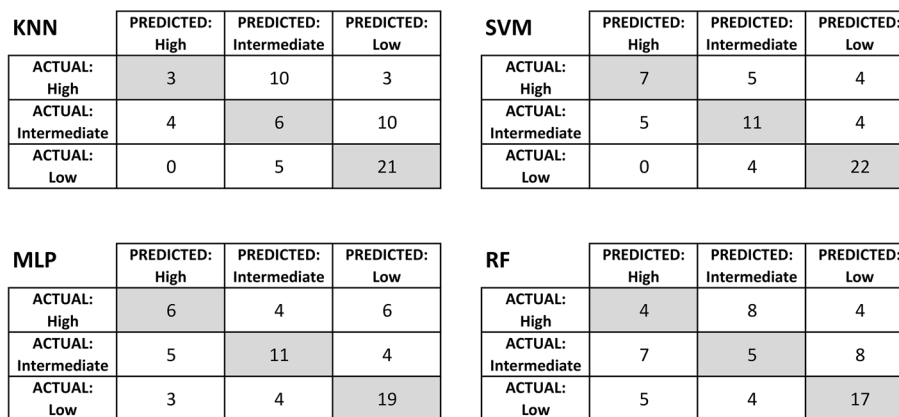 KNN PREDICTED: PREDICTED: PREDICTED:
High Intermediate Low
ACTUAL:
High 3 10 3
ACTUAL:
Intermediate 4 6 10
ACTUAL:
Low 0 5 21
SVM PREDICTED: PREDICTED: PREDICTED:
High Intermediate Low
ACTUAL:
High 7 5 4
ACTUAL:
Intermediate 5 11 4
ACTUAL:
Low 0 4 22
MLP PREDICTED: PREDICTED: PREDICTED:
High Intermediate Low
ACTUAL:
High 6 4 6
ACTUAL:
Intermediate 5 11 4
ACTUAL:
Low 3 4 19
RF PREDICTED: PREDICTED: PREDICTED:
High Intermediate Low
ACTUAL:
High 4 8 4
ACTUAL:
Intermediate 7 5 8
ACTUAL:
Low 5 4 17